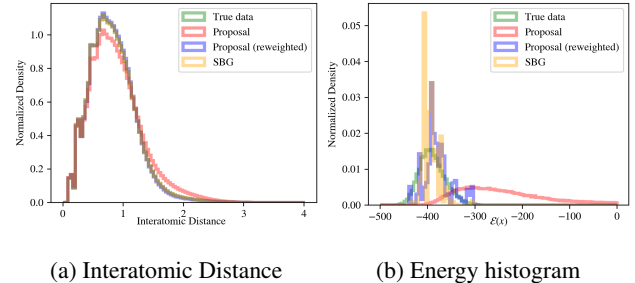 Normalized Density
1.0
0.8
0.6
0.4
0.2
0.0
0
1
2
3
4
Interatomic Distance
True data
Proposal
Proposal (reweighted)
SBG
(a) Interatomic Distance
Normalized Density
0.05
0.04
0.03
0.02
0.01
0.00
−500
−400
−300
−200
−100
0
ℰ(x)
True data
Proposal
Proposal (reweighted)
SBG
(b) Energy histogram